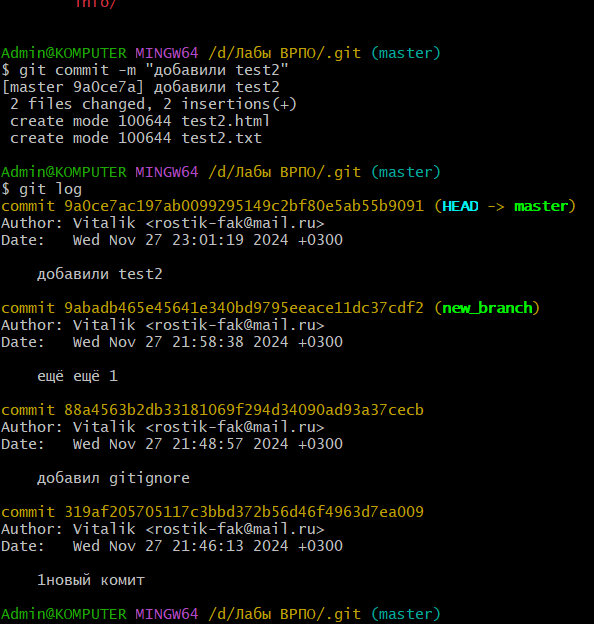 info/
Admin@KOMPUTER MINGW64 /d/Лабы ВРПО/.git (master)
$ git commit -m "добавили test2"
[master 9a0ce7a] добавили test2
 2 files changed, 2 insertions(+)
 create mode 100644 test2.html
 create mode 100644 test2.txt
Admin@KOMPUTER MINGW64 /d/Лабы ВРПО/.git (master)
$ git log
commit 9a0ce7ac197ab0099295149c2bf80e5ab55b9091 (HEAD -> master)
Author: Vitalik <rostik-fak@mail.ru>
Date:   Wed Nov 27 23:01:19 2024 +0300
    добавили test2
commit 9abadb465e45641e340bd9795eeace11dc37cdf2 (new_branch)
Author: Vitalik <rostik-fak@mail.ru>
Date:   Wed Nov 27 21:58:38 2024 +0300
    ещё ещё 1
commit 88a4563b2db33181069f294d34090ad93a37cecb
Author: Vitalik <rostik-fak@mail.ru>
Date:   Wed Nov 27 21:48:57 2024 +0300
    добавил gitignore
commit 319af205705117c3bbd372b56d46f4963d7ea009
Author: Vitalik <rostik-fak@mail.ru>
Date:   Wed Nov 27 21:46:13 2024 +0300
    1новый комит
Admin@KOMPUTER MINGW64 /d/Лабы ВРПО/.git (master)